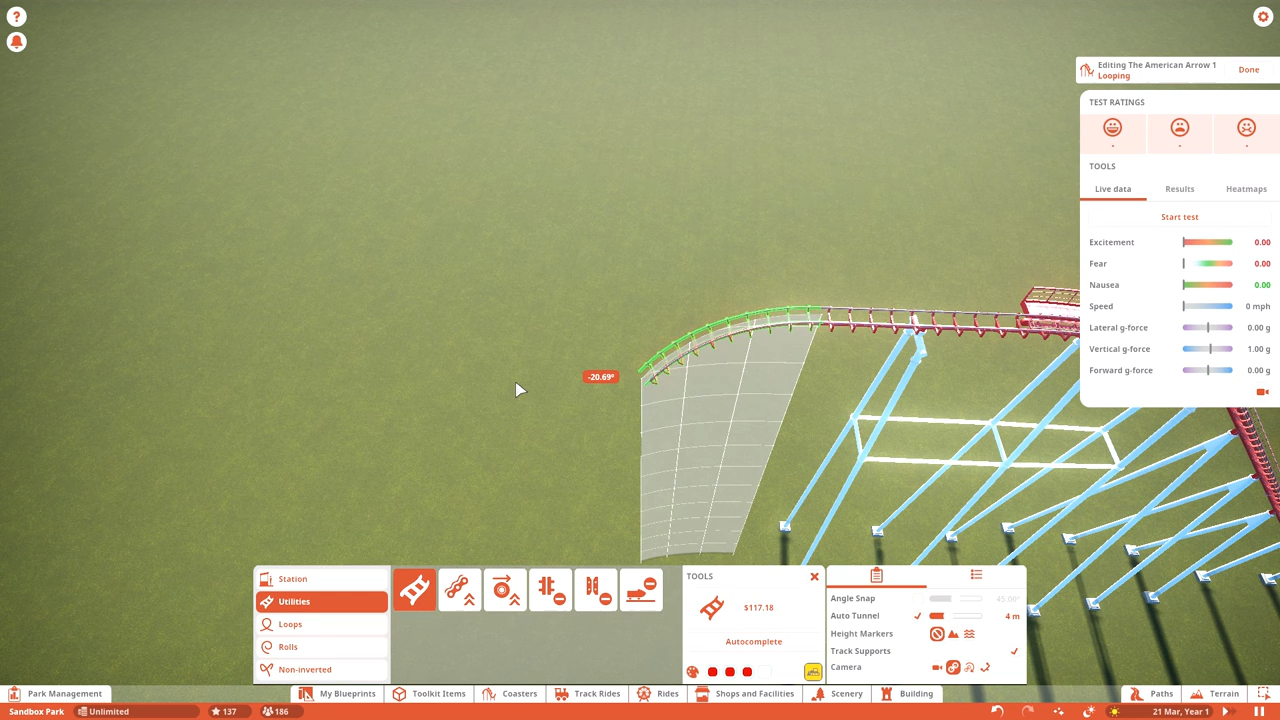 ?
Editing The American Arrow 1
Looping
Done
TEST RATINGS
- - -
TOOLS
Live data Results Heatmaps
Start test
Excitement 0.00
Fear 0.00
Nausea 0.00
Speed 0 mph
Lateral g-force 0.00 g
Vertical g-force 1.00 g
Forward g-force 0.00 g
-20.69°
Station
Utilities
Loops
Rolls
Non-inverted
TOOLS
$117.18
Autocomplete
Angle Snap 45.00°
Auto Tunnel 4 m
Height Markers
Track Supports
Camera
Park Management My Blueprints Toolkit Items Coasters Track Rides Rides Shops and Facilities Scenery Building Paths Terrain
Sandbox Park Unlimited 137 186 21 Mar, Year 1